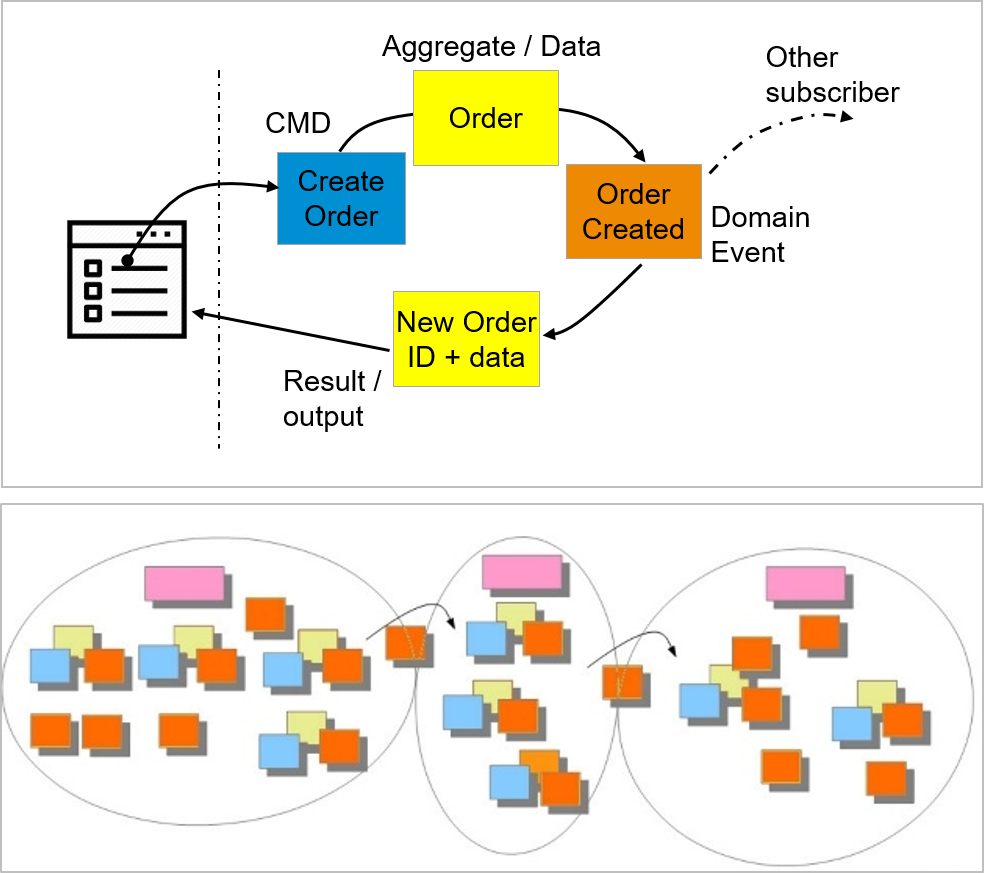 Aggregate / Data
Other
subscriber
Order
CMD
Create
Order
Order
Created
Domain
Event
New Order
ID + data
Result /
output